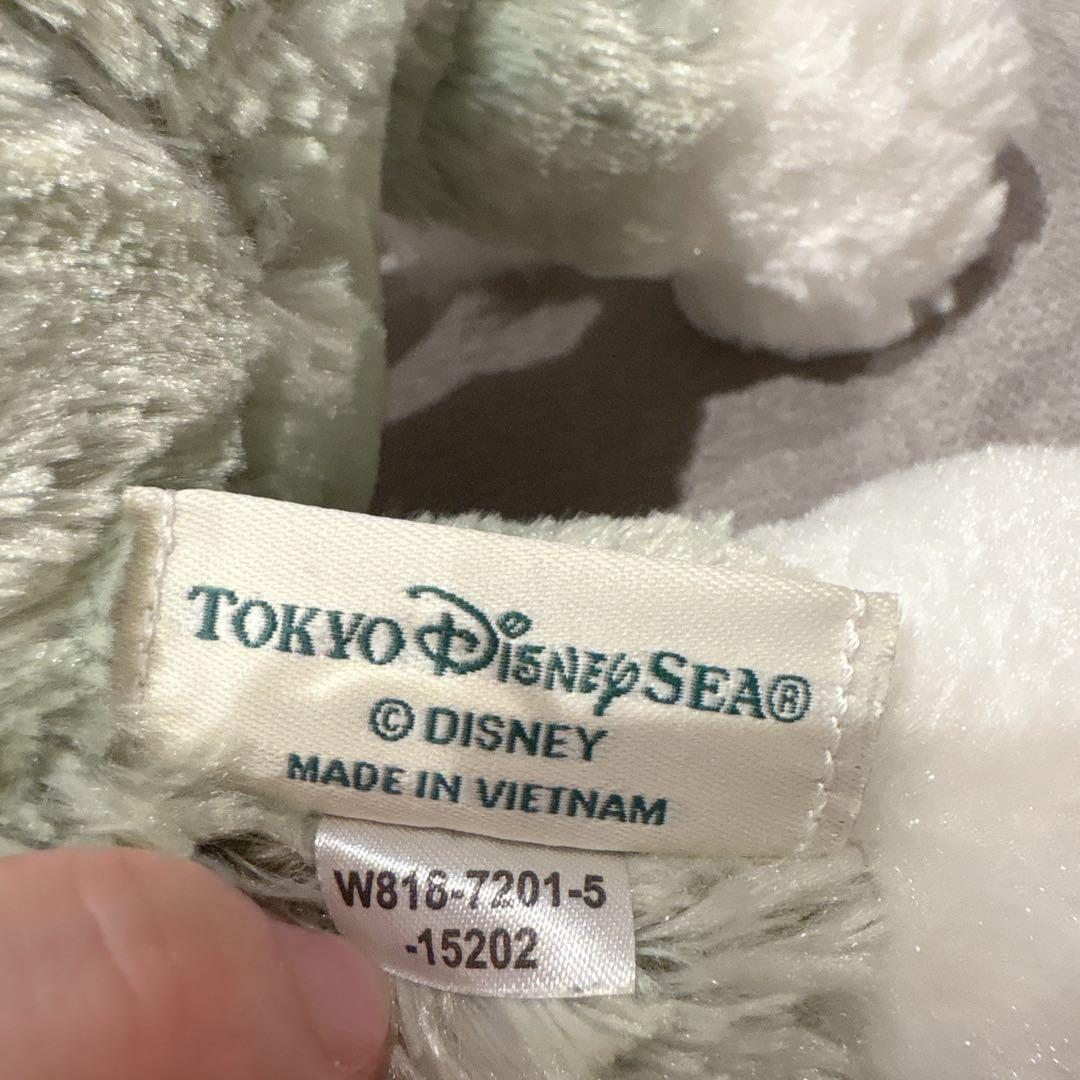 TOKYO DISNEYSEA®
© DISNEY
MADE IN VIETNAM
W818-7201-5
-15202